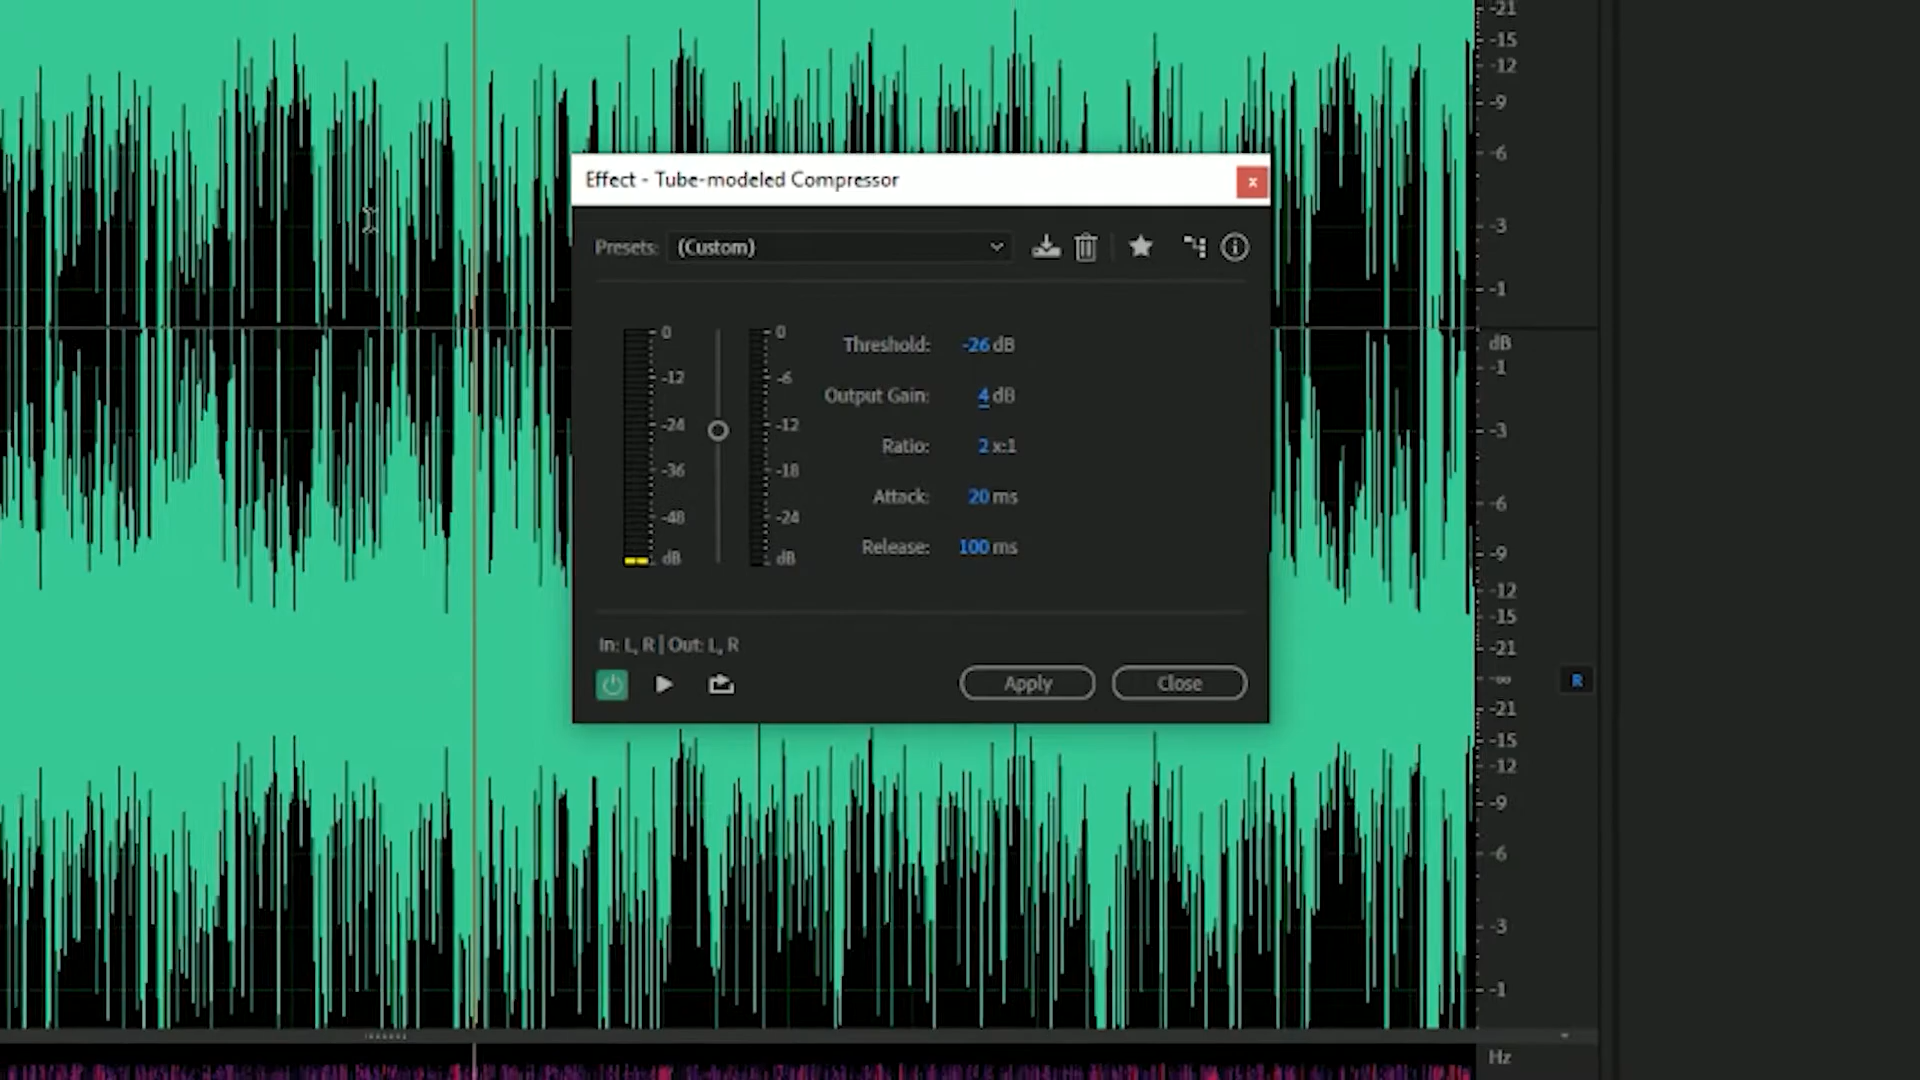 Effect - Tube-modeled Compressor
x
Presets: (Custom)
0
-12
-24
-36
-48
dB
0
-6
-12
-18
-24
dB
Threshold: -26 dB
Output Gain: 4 dB
Ratio: 2 x:1
Attack: 20 ms
Release: 100 ms
In: L, R | Out: L, R
Apply
Close
-21
-15
-12
-9
-6
-3
-1
dB
-1
-3
-6
-9
-12
-15
-21
-∞
-21
-15
-12
-9
-6
-3
-1
Hz
R